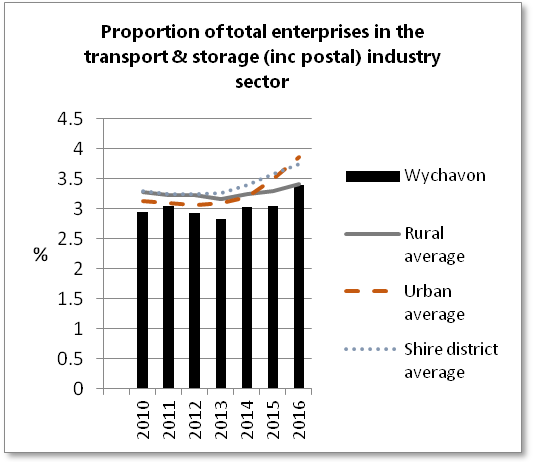 Proportion of total enterprises in the
transport & storage (inc postal) industry
sector
4.5
4
3.5
3
2.5
2
1.5
1
0.5
0
%
2010
2011
2012
2013
2014
2015
2016
Wychavon
Rural
average
Urban
average
Shire district
average